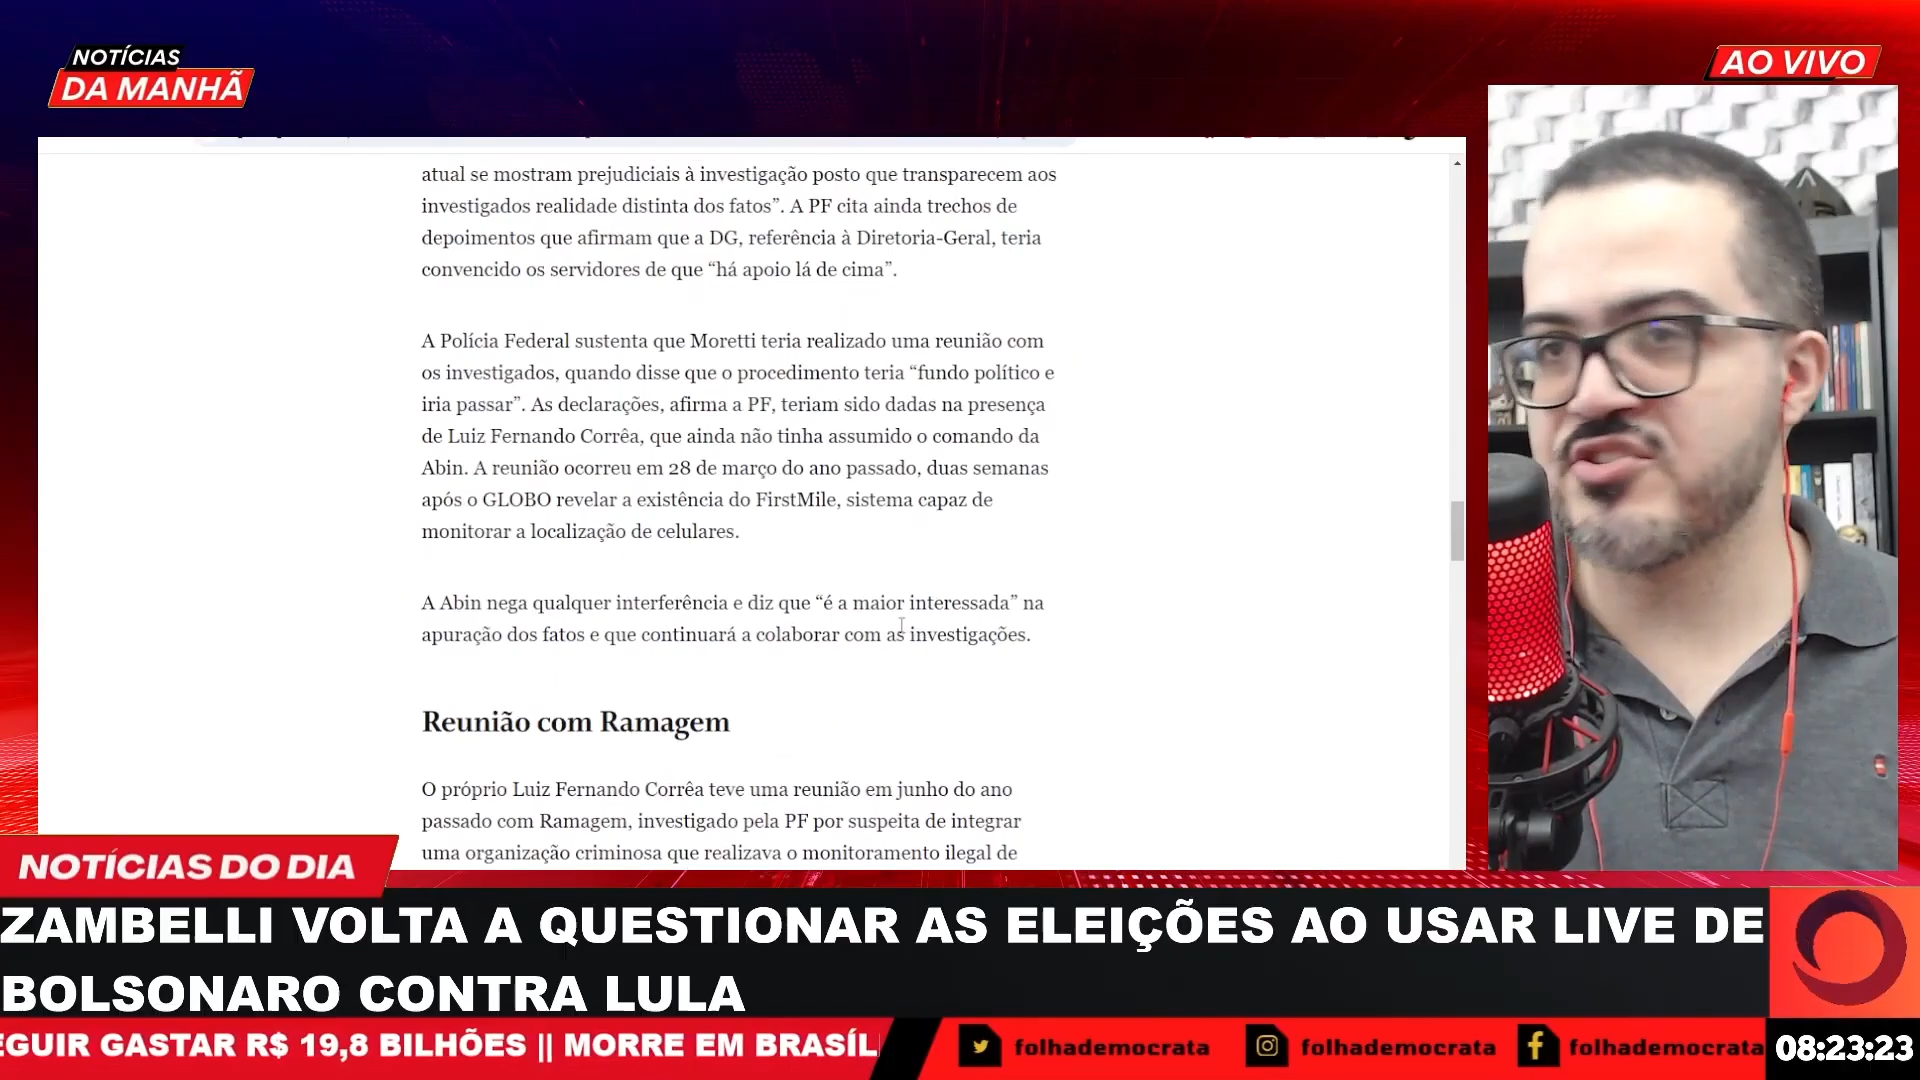 NOTÍCIAS
DA MANHÃ
AO VIVO
atual se mostram prejudiciais à investigação posto que transparecem aos
investigados realidade distinta dos fatos”. A PF cita ainda trechos de
depoimentos que afirmam que a DG, referência à Diretoria-Geral, teria
convencido os servidores de que “há apoio lá de cima”.
A Polícia Federal sustenta que Moretti teria realizado uma reunião com
os investigados, quando disse que o procedimento teria “fundo político e
iria passar”. As declarações, afirma a PF, teriam sido dadas na presença
de Luiz Fernando Corrêa, que ainda não tinha assumido o comando da
Abin. A reunião ocorreu em 28 de março do ano passado, duas semanas
após o GLOBO revelar a existência do FirstMile, sistema capaz de
monitorar a localização de celulares.
A Abin nega qualquer interferência e diz que “é a maior interessada” na
apuração dos fatos e que continuará a colaborar com as investigações.
Reunião com Ramagem
O próprio Luiz Fernando Corrêa teve uma reunião em junho do ano
passado com Ramagem, investigado pela PF por suspeita de integrar
uma organização criminosa que realizava o monitoramento ilegal de
NOTÍCIAS DO DIA
ZAMBELLI VOLTA A QUESTIONAR AS ELEIÇÕES AO USAR LIVE DE
BOLSONARO CONTRA LULA
EGUIR GASTAR R$ 19,8 BILHÕES || MORRE EM BRASÍL
folhademocrata
folhademocrata
folhademocrata
08:23:23